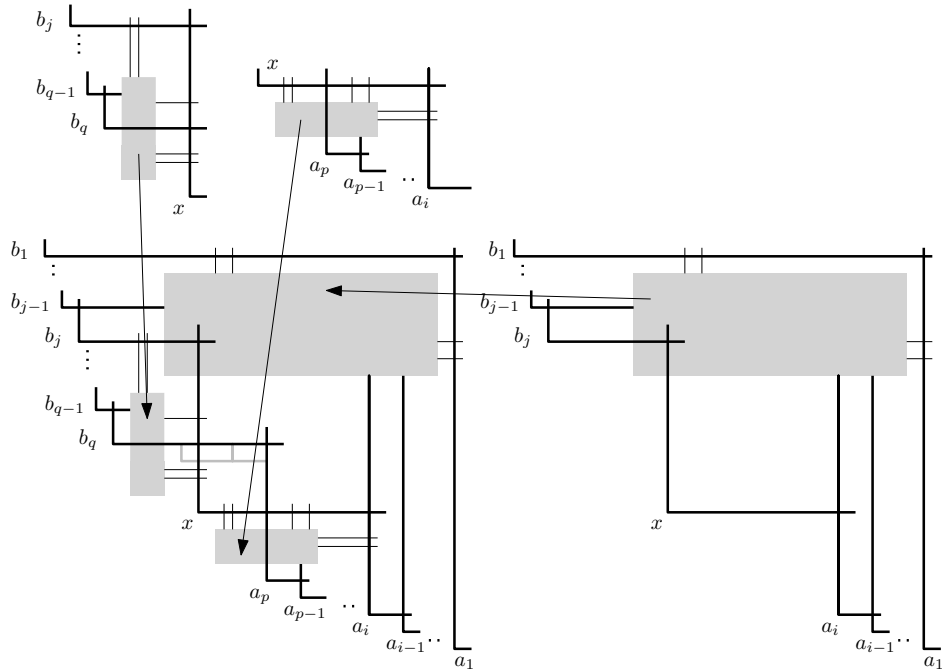 b_j
⋮
b_{q-1}
b_q
x
x
a_p
a_{p-1}
..
a_i
b_1
⋮
b_{j-1}
b_j
⋮
b_{q-1}
b_q
x
a_p
a_{p-1}
..
a_i
a_{i-1}
..
a_1
b_1
⋮
b_{j-1}
b_j
x
a_i
a_{i-1}
..
a_1